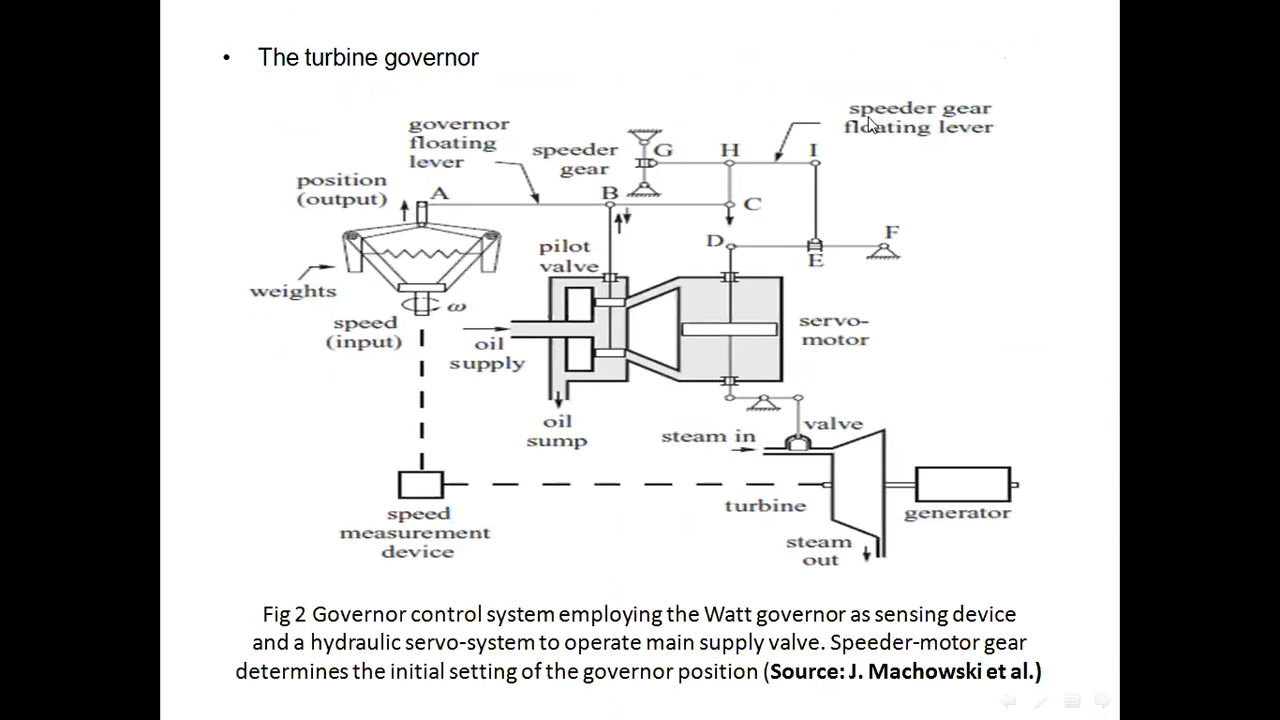 • The turbine governor
speeder gear
floating lever
governor
floating
lever
speeder
gear
G
H
I
position
(output)
A
B
C
pilot
valve
D
E
F
weights
ω
speed
(input)
oil
supply
servo-
motor
oil
sump
steam in
valve
turbine
generator
speed
measurement
device
steam
out
Fig 2 Governor control system employing the Watt governor as sensing device
and a hydraulic servo-system to operate main supply valve. Speeder-motor gear
determines the initial setting of the governor position (Source: J. Machowski et al.)